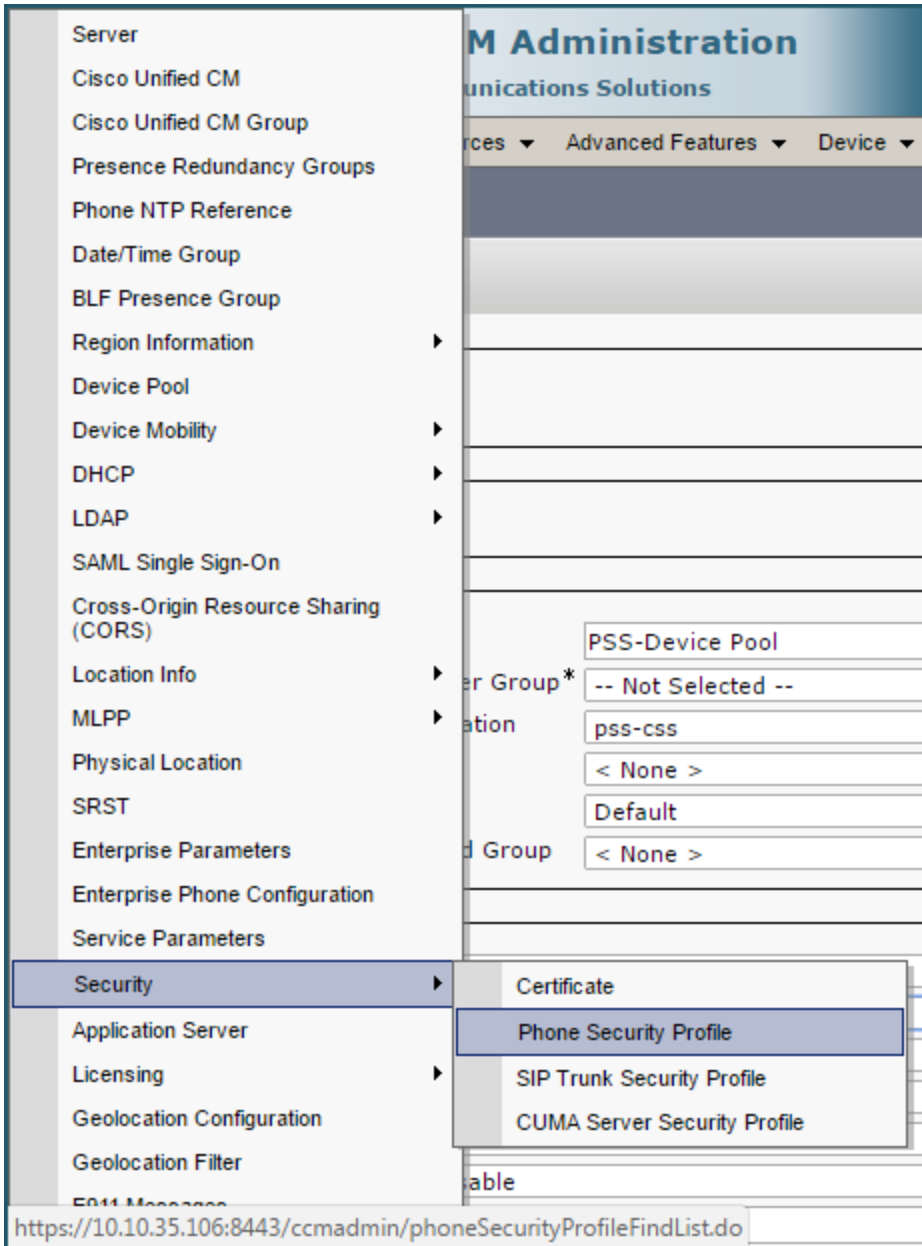 Server
Cisco Unified CM
Cisco Unified CM Group
Presence Redundancy Groups
Phone NTP Reference
Date/Time Group
BLF Presence Group
Region Information
Device Pool
Device Mobility
DHCP
LDAP
SAML Single Sign-On
Cross-Origin Resource Sharing
(CORS)
Location Info
MLPP
Physical Location
SRST
Enterprise Parameters
Enterprise Phone Configuration
Service Parameters
Security
Application Server
Licensing
Geolocation Configuration
Geolocation Filter
E911 Messages
Certificate
Phone Security Profile
SIP Trunk Security Profile
CUMA Server Security Profile
M Administration
unications Solutions
rces Advanced Features Device
PSS-Device Pool
er Group* -- Not Selected --
ation pss-css
< None >
Default
d Group < None >
able
https://10.10.35.106:8443/ccmadmin/phoneSecurityProfileFindList.do